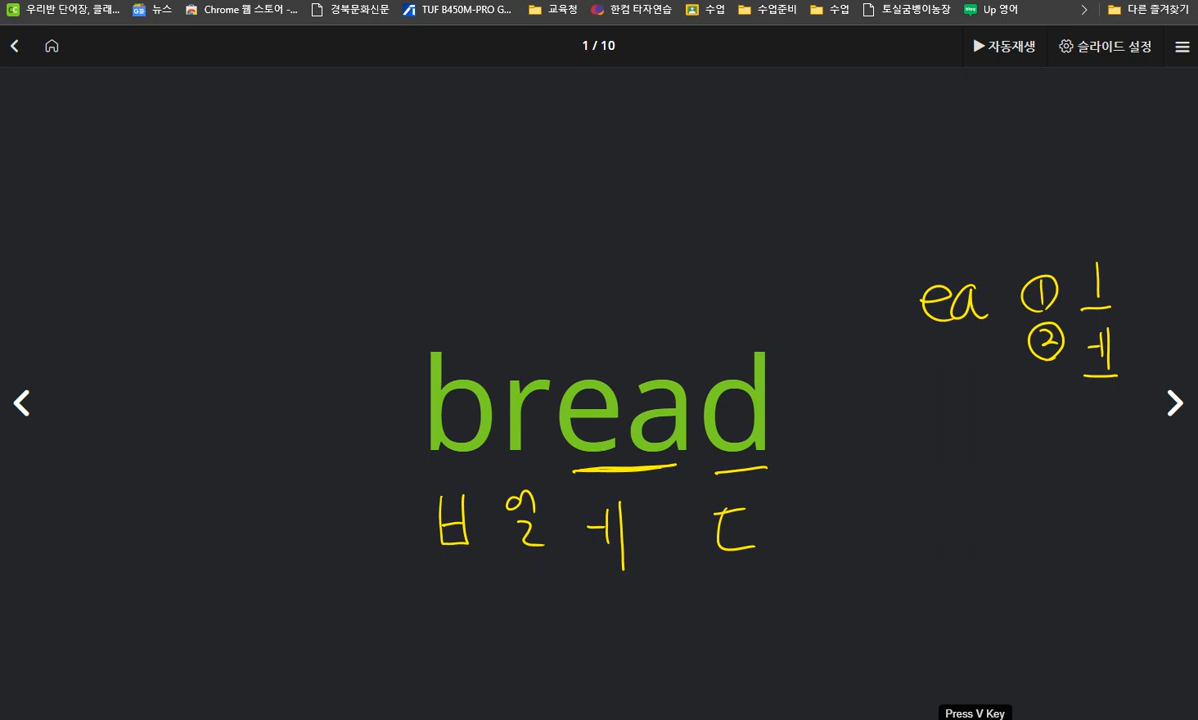 우리반 단어장, 클래... 뉴스 Chrome 웹 스토어 -... 경북문화신문 TUF B450M-PRO G... 교육청 한컴 타자연습 수업 수업준비 수업 토실굼벵이농장 Up 영어 다른 즐겨찾기
1 / 10 자동재생 슬라이드 설정
ea ① ㅣ
② ㅔ
bread
ㅂ 울 ㅔ ㄷ
Press V Key